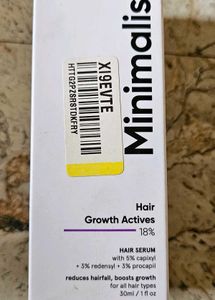 Minimalis
X19EVTE
HTTG2PZSRSTDKFRY
Hair
Growth Actives
18%
HAIR SERUM
with 5% capixyl
+ 3% redensyl + 3% procapil
reduces hairfall, boosts growth
for all hair types
30ml / 1 fl oz